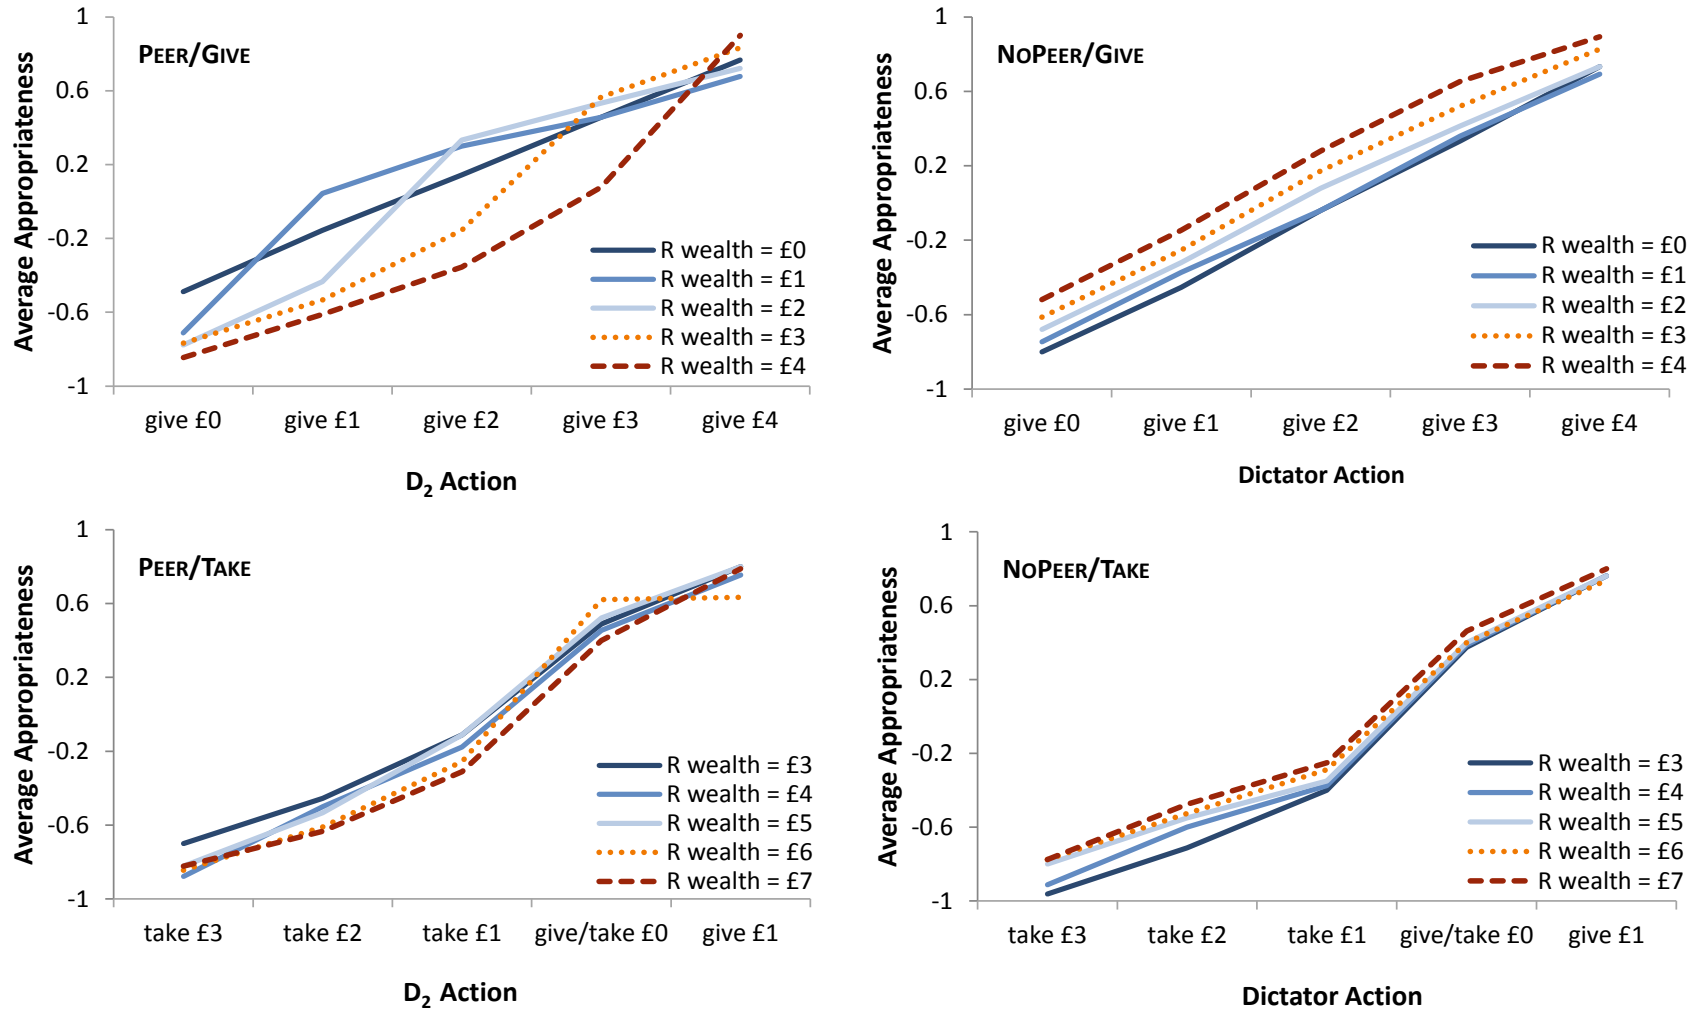 PEER/GIVE
Average Appropriateness
1
0.6
0.2
-0.2
-0.6
-1
R wealth = £0
R wealth = £1
R wealth = £2
R wealth = £3
R wealth = £4
give £0 give £1 give £2 give £3 give £4
D₂ Action
NOPEER/GIVE
Average Appropriateness
1
0.6
0.2
-0.2
-0.6
-1
R wealth = £0
R wealth = £1
R wealth = £2
R wealth = £3
R wealth = £4
give £0 give £1 give £2 give £3 give £4
Dictator Action
PEER/TAKE
Average Appropriateness
1
0.6
0.2
-0.2
-0.6
-1
R wealth = £3
R wealth = £4
R wealth = £5
R wealth = £6
R wealth = £7
take £3 take £2 take £1 give/take £0 give £1
D₂ Action
NOPEER/TAKE
Average Appropriateness
1
0.6
0.2
-0.2
-0.6
-1
R wealth = £3
R wealth = £4
R wealth = £5
R wealth = £6
R wealth = £7
take £3 take £2 take £1 give/take £0 give £1
Dictator Action